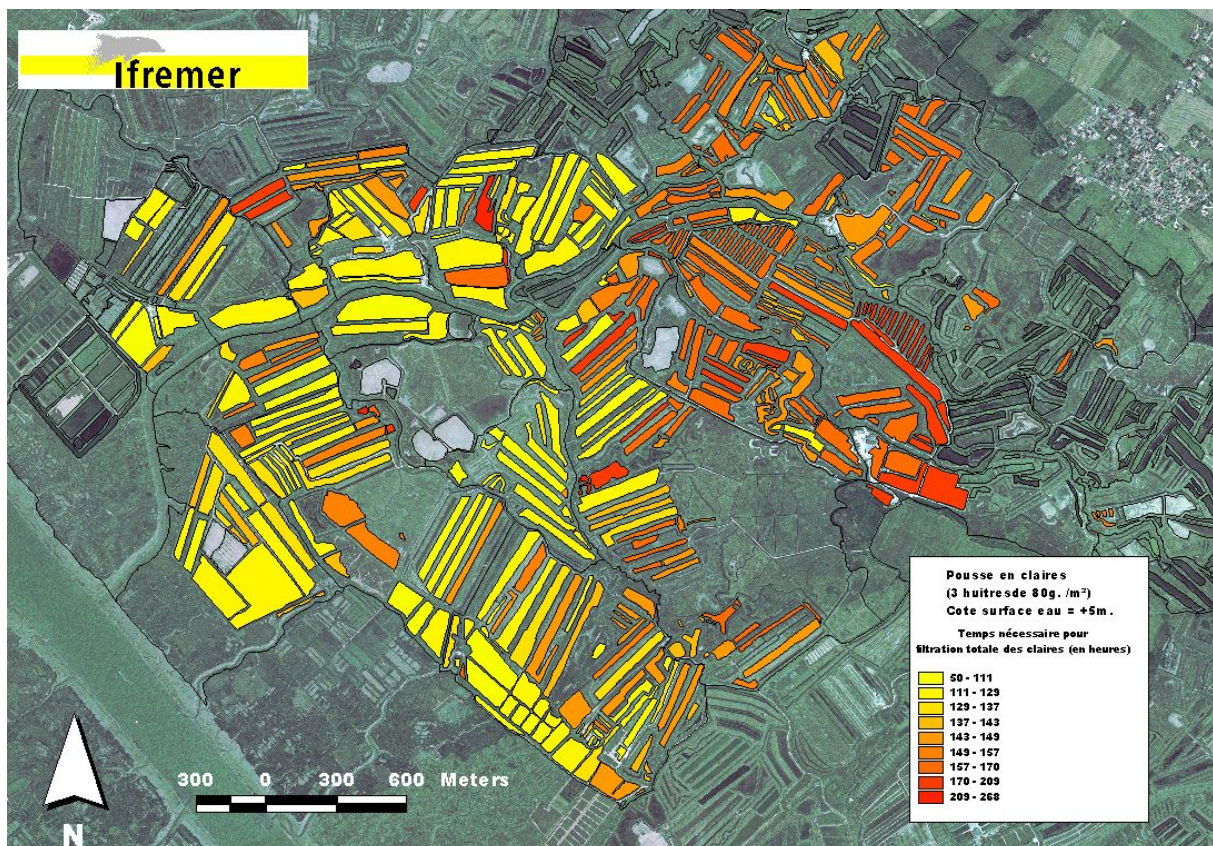 Ifremer
Pousse en claires
(3 huitresde 80g. /m²)
Cote surface eau = +5m.
Temps nécessaire pour
filtration totale des claires (en heures)
50 - 111
111 - 129
129 - 137
137 - 143
143 - 149
149 - 157
157 - 170
170 - 209
209 - 268
300 0 300 600 Meters
N